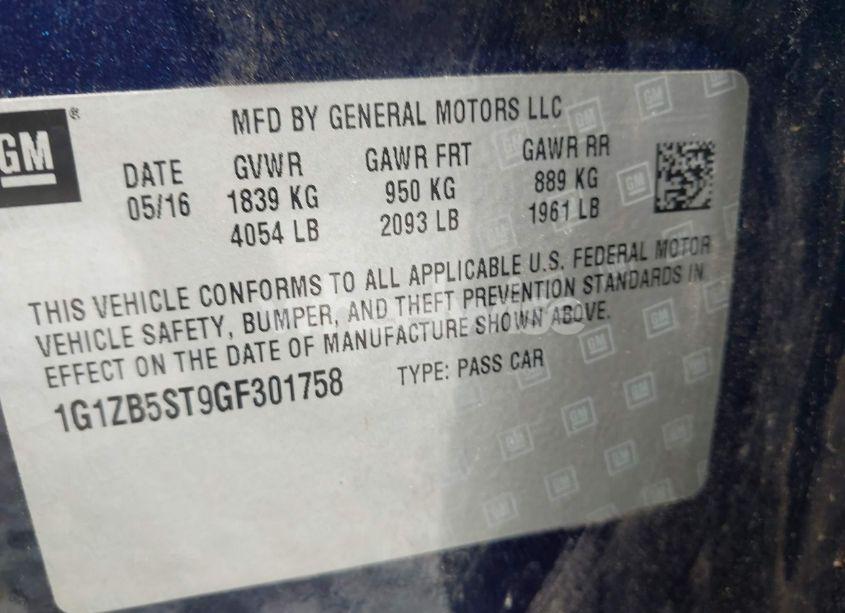 GM®
MFD BY GENERAL MOTORS LLC
DATE GVWR GAWR FRT GAWR RR
05/16 1839 KG 950 KG 889 KG
4054 LB 2093 LB 1961 LB
THIS VEHICLE CONFORMS TO ALL APPLICABLE U.S. FEDERAL MOTOR
VEHICLE SAFETY, BUMPER, AND THEFT PREVENTION STANDARDS IN
EFFECT ON THE DATE OF MANUFACTURE SHOWN ABOVE.
1G1ZB5ST9GF301758 TYPE: PASS CAR